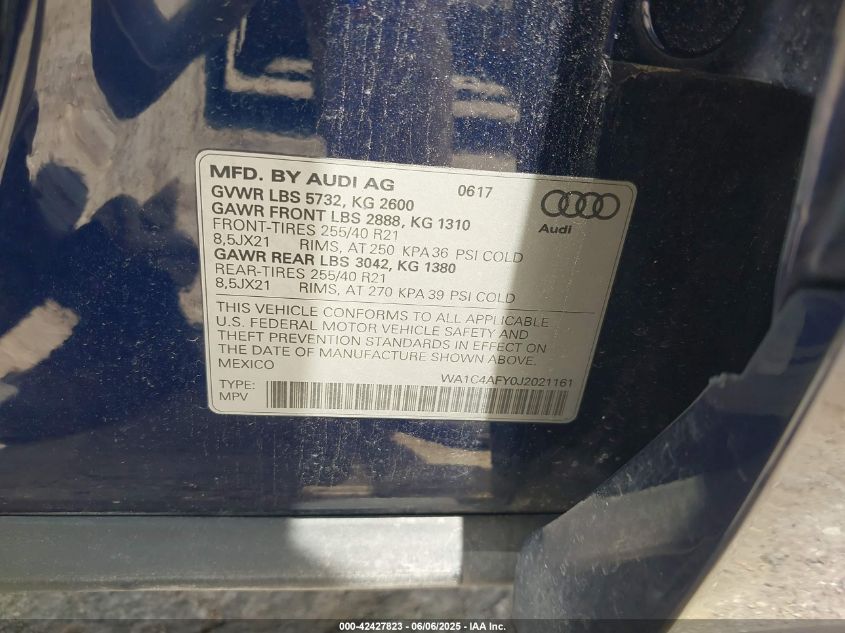 MFD. BY AUDI AG 0617
GVWR LBS 5732, KG 2600
GAWR FRONT LBS 2888, KG 1310
FRONT-TIRES 255/40 R21
8,5JX21 RIMS, AT 250 KPA 36 PSI COLD
GAWR REAR LBS 3042, KG 1380
REAR-TIRES 255/40 R21
8,5JX21 RIMS, AT 270 KPA 39 PSI COLD
Audi
THIS VEHICLE CONFORMS TO ALL APPLICABLE
U.S. FEDERAL MOTOR VEHICLE SAFETY AND
THEFT PREVENTION STANDARDS IN EFFECT ON
THE DATE OF MANUFACTURE SHOWN ABOVE.
MEXICO
WA1C4AFY0J2021161
TYPE:
MPV
000-42427823 / 06/06/2025 / IAA Inc.